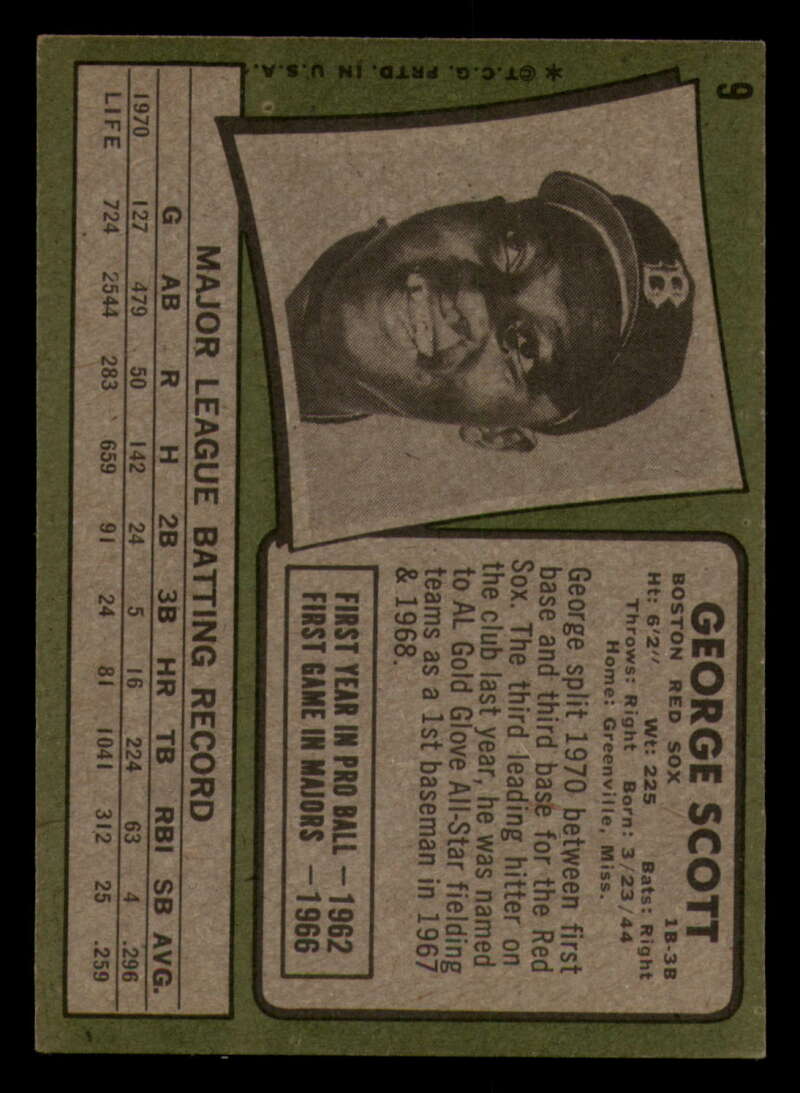 9
*©T.C.G. PRTD. IN U.S.A.
B
GEORGE SCOTT
BOSTON RED SOX 1B-3B
Ht: 6'2" Wt: 225 Bats: Right
Throws: Right Born: 3/23/44
Home: Greenville, Miss.
George split 1970 between first
base and third base for the Red
Sox. The third leading hitter on
the club last year, he was named
to AL Gold Glove All-Star fielding
teams as a 1st baseman in 1967
& 1968.
FIRST YEAR IN PRO BALL —1962
FIRST GAME IN MAJORS —1966
MAJOR LEAGUE BATTING RECORD
G AB R H 2B 3B HR TB RBI SB AVG.
1970 127 479 50 142 24 5 16 224 63 4 .296
LIFE 724 2544 283 659 91 24 81 1041 312 25 .259